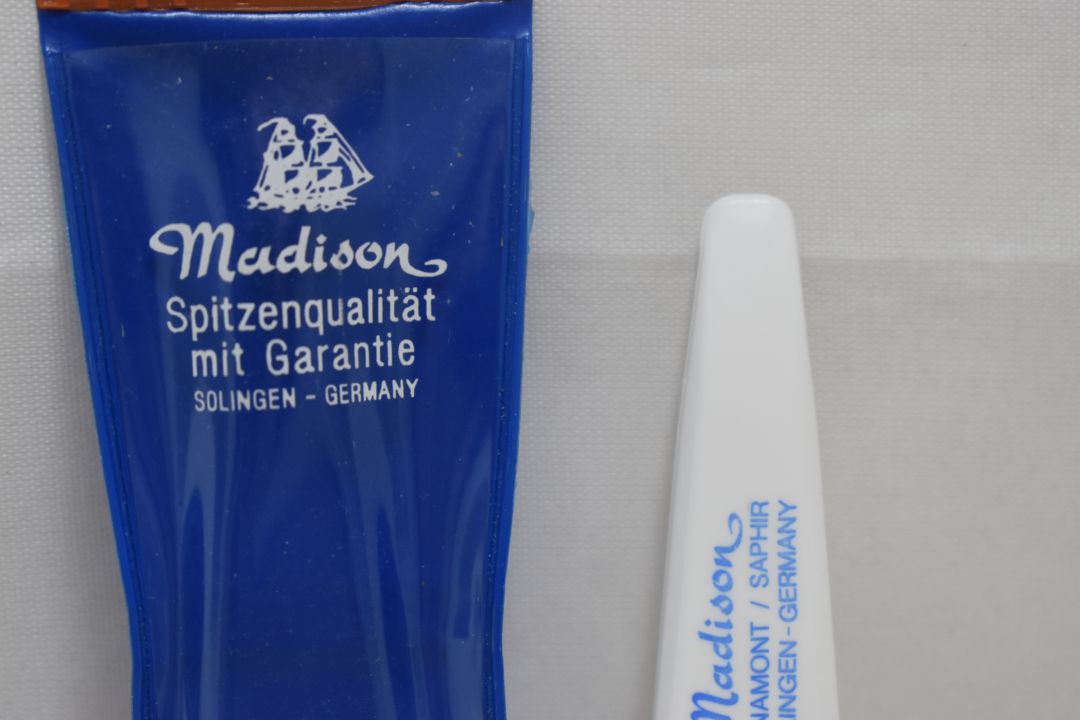 Madison
Spitzenqualität
mit Garantie
SOLINGEN - GERMANY
Madison
/ SAPHIR
-GERMANY